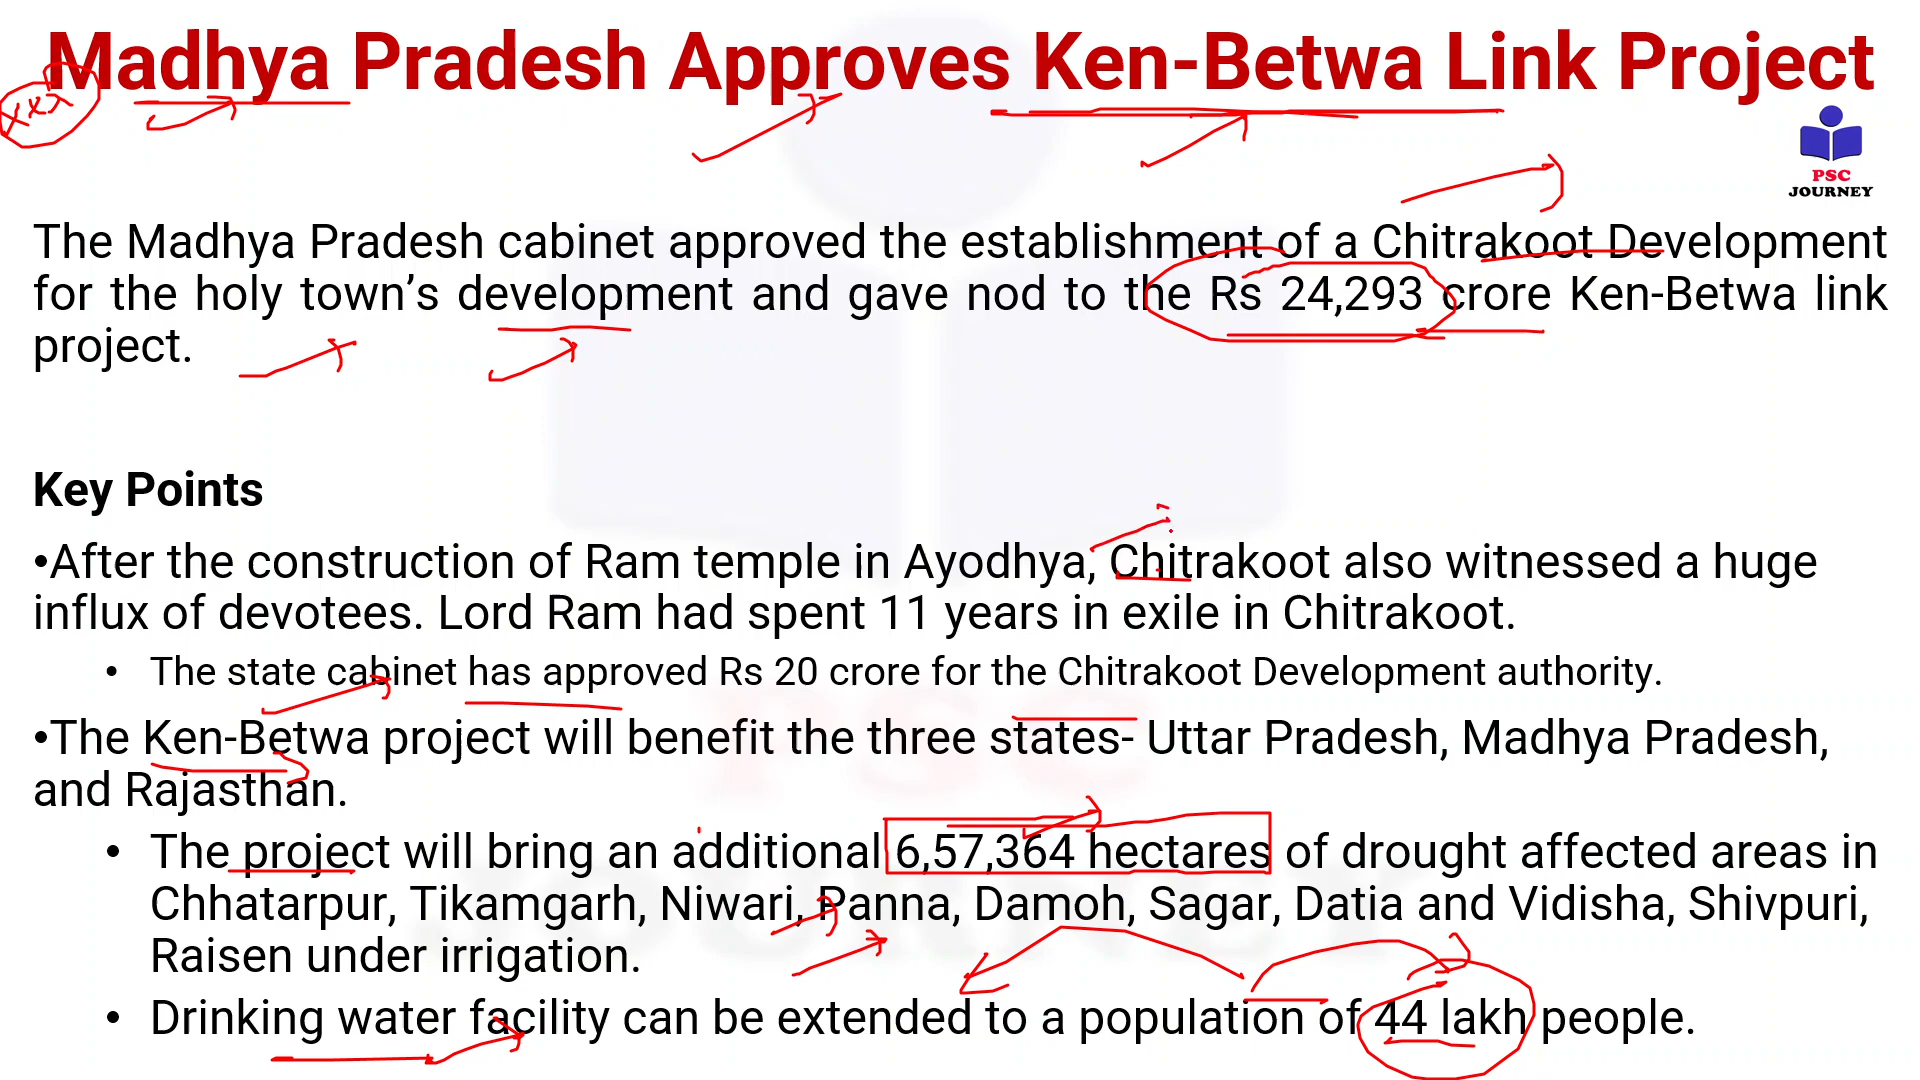 Madhya Pradesh Approves Ken-Betwa Link Project
xxx
PSC
JOURNEY
The Madhya Pradesh cabinet approved the establishment of a Chitrakoot Development
for the holy town’s development and gave nod to the Rs 24,293 crore Ken-Betwa link
project.
Key Points
•After the construction of Ram temple in Ayodhya, Chitrakoot also witnessed a huge
influx of devotees. Lord Ram had spent 11 years in exile in Chitrakoot.
• The state cabinet has approved Rs 20 crore for the Chitrakoot Development authority.
•The Ken-Betwa project will benefit the three states- Uttar Pradesh, Madhya Pradesh,
and Rajasthan.
• The project will bring an additional 6,57,364 hectares of drought affected areas in
Chhatarpur, Tikamgarh, Niwari, Panna, Damoh, Sagar, Datia and Vidisha, Shivpuri,
Raisen under irrigation.
• Drinking water facility can be extended to a population of 44 lakh people.
PSC
JOURNEY